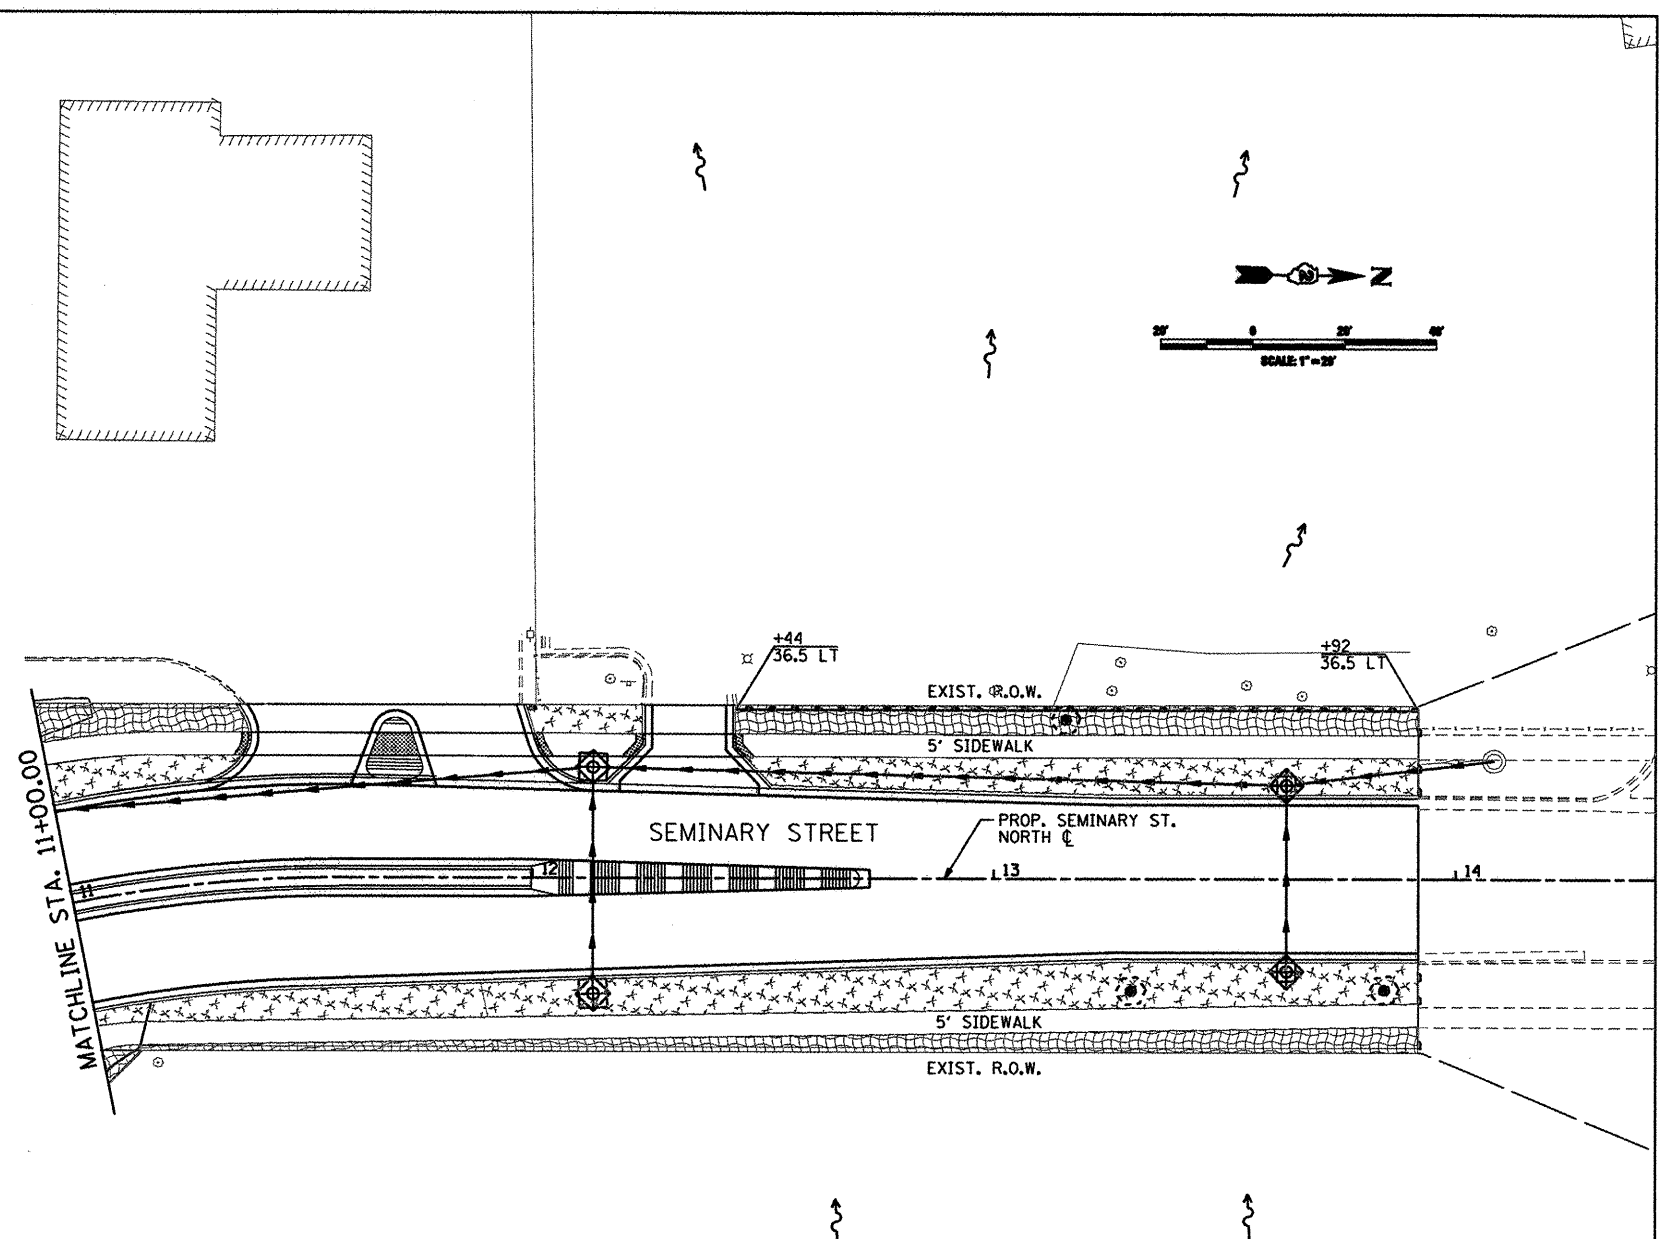 N
20' 0 20' 40'
SCALE: 1" = 20'
+44
36.5 LT
+92
36.5 LT
EXIST. R.O.W.
5' SIDEWALK
SEMINARY STREET
PROP. SEMINARY ST.
NORTH ℄
11
12
13
14
MATCHLINE STA. 11+00.00
5' SIDEWALK
EXIST. R.O.W.